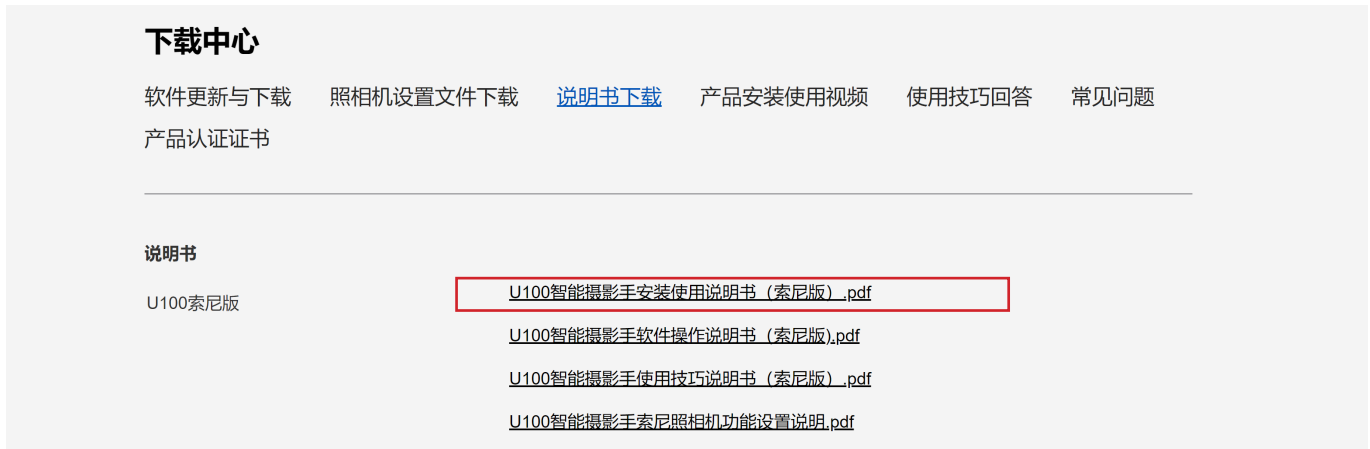 下载中心
软件更新与下载 照相机设置文件下载 说明书下载 产品安装使用视频 使用技巧回答 常见问题
产品认证证书
说明书
U100智能摄影手安装使用说明书（索尼版）.pdf
U100索尼版
U100智能摄影手软件操作说明书（索尼版).pdf
U100智能摄影手使用技巧说明书（索尼版）.pdf
U100智能摄影手索尼照相机功能设置说明.pdf